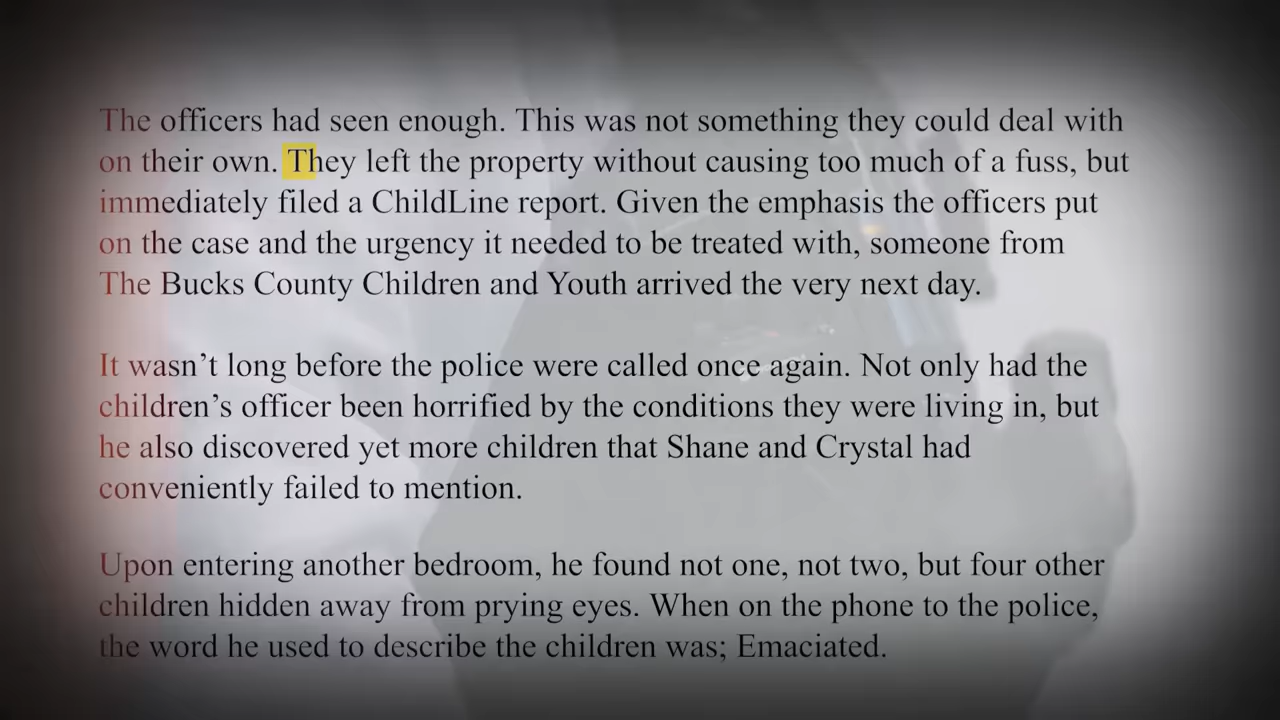 The officers had seen enough. This was not something they could deal with
on their own. They left the property without causing too much of a fuss, but
immediately filed a ChildLine report. Given the emphasis the officers put
on the case and the urgency it needed to be treated with, someone from
The Bucks County Children and Youth arrived the very next day.
It wasn’t long before the police were called once again. Not only had the
children’s officer been horrified by the conditions they were living in, but
he also discovered yet more children that Shane and Crystal had
conveniently failed to mention.
Upon entering another bedroom, he found not one, not two, but four other
children hidden away from prying eyes. When on the phone to the police,
the word he used to describe the children was; Emaciated.